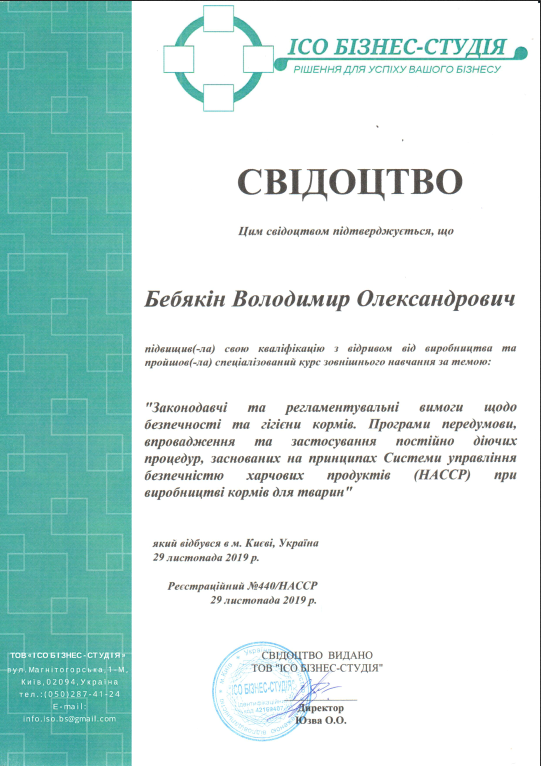 ІСО БІЗНЕС-СТУДІЯ
РІШЕННЯ ДЛЯ УСПІХУ ВАШОГО БІЗНЕСУ
СВІДОЦТВО
Цим свідоцтвом підтверджується, що
Бебякін Володимир Олександрович
підвищив(-ла) свою кваліфікацію з відривом від виробництва та
пройшов(-ла) спеціалізований курс зовнішнього навчання за темою:
"Законодавчі та регламентувальні вимоги щодо
безпечності та гігієни кормів. Програми передумови,
впровадження та застосування постійно діючих
процедур, заснованих на принципах Системи управління
безпечністю харчових продуктів (НАССР) при
виробництві кормів для тварин"
який відбувся в м. Києві, Україна
29 листопада 2019 р.
Реєстраційний №440/НАССР
29 листопада 2019 р.
ТОВ «ІСО БІЗНЕС-СТУДІЯ»
вул. Магнітогорська, 1-М,
Київ, 02094, Україна
тел.: (050) 287-41-24
E-mail:
info.iso.bs@gmail.com
СВІДОЦТВО ВИДАНО
ТОВ "ІСО БІЗНЕС-СТУДІЯ"
Директор
Юзва О.О.
"ІСО БІЗНЕС-СТУДІЯ"